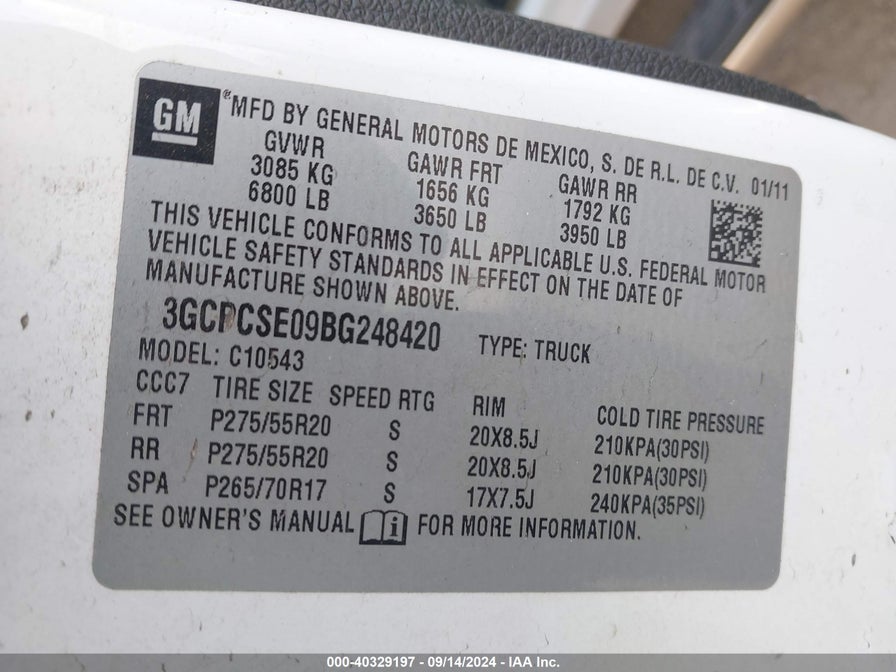 GM
®MFD BY GENERAL MOTORS DE MEXICO, S. DE R.L. DE C.V. 01/11
GVWR GAWR FRT GAWR RR
3085 KG 1656 KG 1792 KG
6800 LB 3650 LB 3950 LB
THIS VEHICLE CONFORMS TO ALL APPLICABLE U.S. FEDERAL MOTOR
VEHICLE SAFETY STANDARDS IN EFFECT ON THE DATE OF
MANUFACTURE SHOWN ABOVE.
3GCPCSE09BG248420 TYPE: TRUCK
MODEL: C10543
CCC7 TIRE SIZE SPEED RTG RIM COLD TIRE PRESSURE
FRT P275/55R20 S 20X8.5J 210KPA(30PSI)
RR P275/55R20 S 20X8.5J 210KPA(30PSI)
SPA P265/70R17 S 17X7.5J 240KPA(35PSI)
SEE OWNER'S MANUAL i FOR MORE INFORMATION.
000-40329197 - 09/14/2024 - IAA Inc.